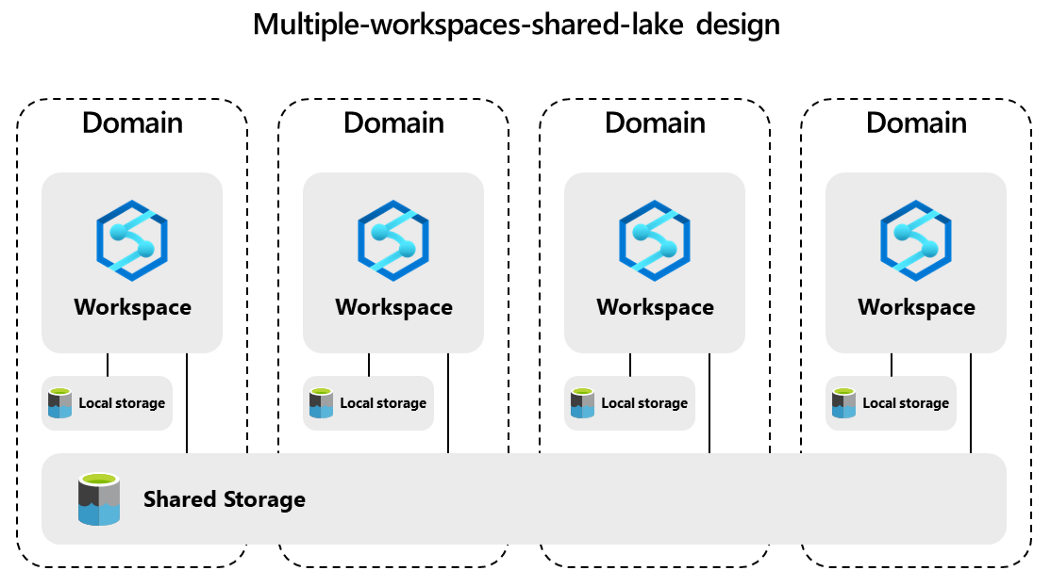 Multiple-workspaces-shared-lake design
Domain
Domain
Domain
Domain
Workspace
Workspace
Workspace
Workspace
Local storage
Local storage
Local storage
Local storage
Shared Storage